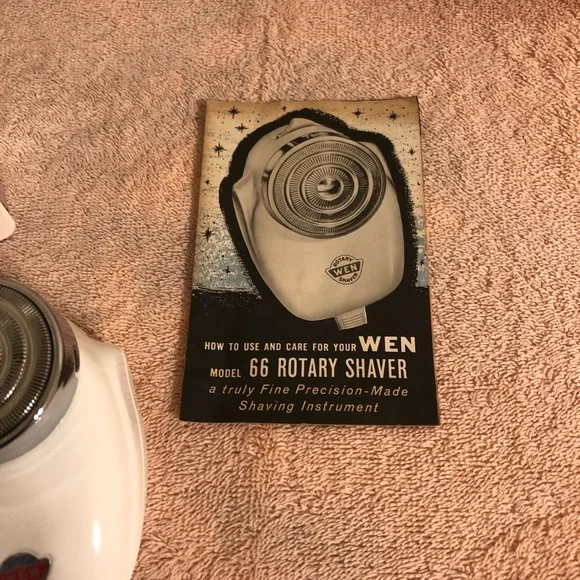 ROTARY
WEN
SHAVER
HOW TO USE AND CARE FOR YOUR WEN
MODEL 66 ROTARY SHAVER
a truly Fine Precision-Made
Shaving Instrument
WEN